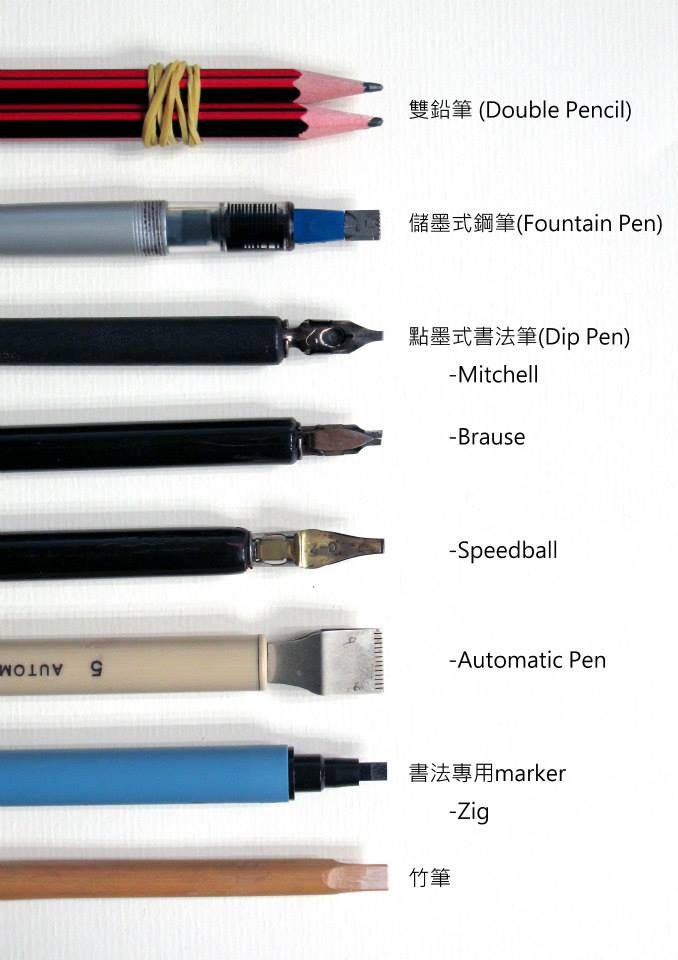 雙鉛筆 (Double Pencil)
儲墨式鋼筆(Fountain Pen)
點墨式書法筆(Dip Pen)
-Mitchell
-Brause
-Speedball
5 AUTOM
-Automatic Pen
書法專用marker
-Zig
竹筆